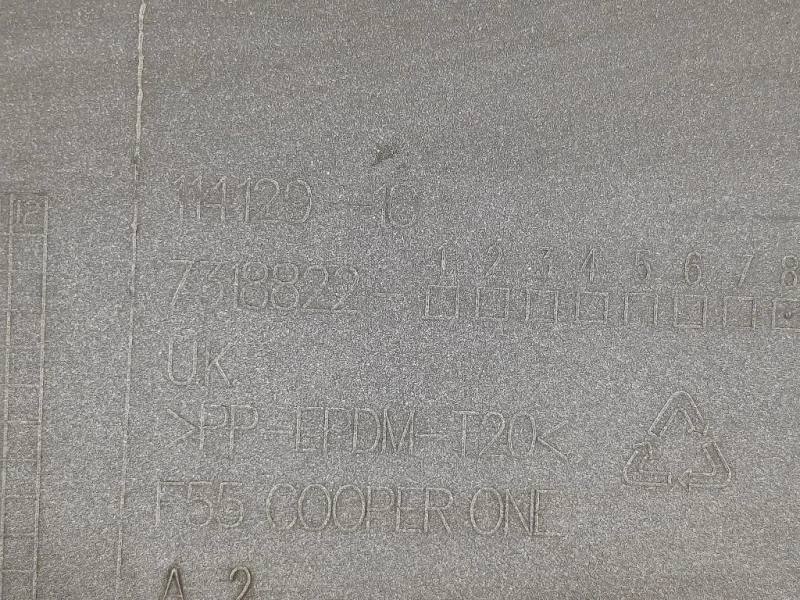 12
114129 -10
1 2 3 4 5 6 7 8
7318822-
UK
>PP-EPDM-T20<
F55 COOPER ONE
A 2